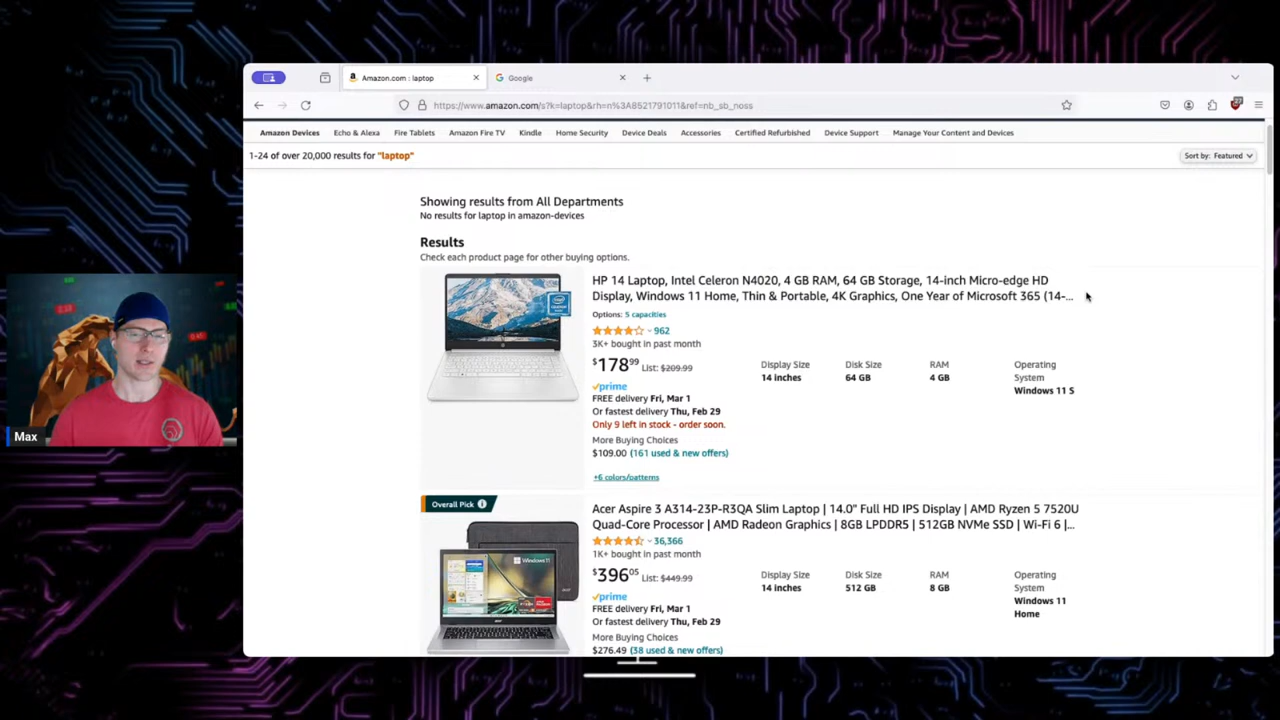 Amazon.com : laptop
Google
https://www.amazon.com/s?k=laptop&rh=n%3A8521791011&ref=nb_sb_noss
Amazon Devices Echo & Alexa Fire Tablets Amazon Fire TV Kindle Home Security Device Deals Accessories Certified Refurbished Device Support Manage Your Content and Devices
1-24 of over 20,000 results for "laptop"
Sort by: Featured
Showing results from All Departments
No results for laptop in amazon-devices
Results
Check each product page for other buying options.
HP 14 Laptop, Intel Celeron N4020, 4 GB RAM, 64 GB Storage, 14-inch Micro-edge HD
Display, Windows 11 Home, Thin & Portable, 4K Graphics, One Year of Microsoft 365 (14-...
Options: 5 capacities
962
3K+ bought in past month
$178.99 List: $209.99
prime
FREE delivery Fri, Mar 1
Or fastest delivery Thu, Feb 29
Only 9 left in stock - order soon.
More Buying Choices
$109.00 (161 used & new offers)
+6 colors/patterns
Display Size
14 inches
Disk Size
64 GB
RAM
4 GB
Operating
System
Windows 11 S
Overall Pick
Acer Aspire 3 A314-23P-R3QA Slim Laptop | 14.0" Full HD IPS Display | AMD Ryzen 5 7520U
Quad-Core Processor | AMD Radeon Graphics | 8GB LPDDR5 | 512GB NVMe SSD | Wi-Fi 6 |...
36,366
1K+ bought in past month
$396.05 List: $449.99
prime
FREE delivery Fri, Mar 1
Or fastest delivery Thu, Feb 29
More Buying Choices
$276.49 (38 used & new offers)
Display Size
14 inches
Disk Size
512 GB
RAM
8 GB
Operating
System
Windows 11
Home
Max